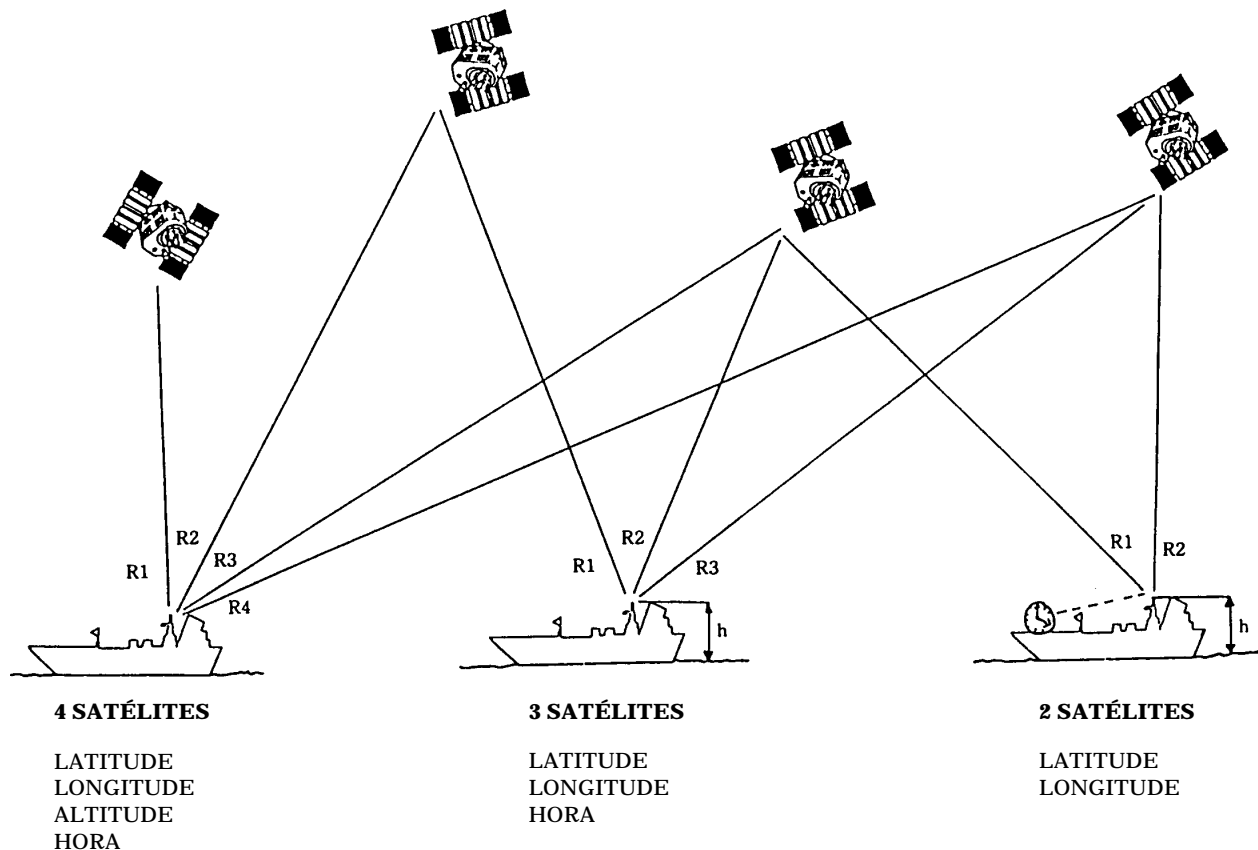 R1
R2
R3
R4
R1
R2
R3
h
R1
R2
h
4 SATÉLITES
LATITUDE
LONGITUDE
ALTITUDE
HORA
3 SATÉLITES
LATITUDE
LONGITUDE
HORA
2 SATÉLITES
LATITUDE
LONGITUDE